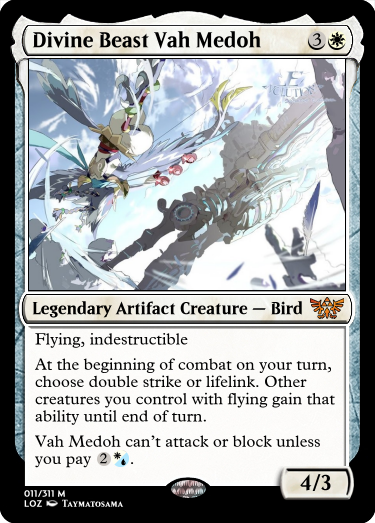 Divine Beast Vah Medoh 3
Legendary Artifact Creature — Bird
Flying, indestructible
At the beginning of combat on your turn,
choose double strike or lifelink. Other
creatures you control with flying gain that
ability until end of turn.
Vah Medoh can't attack or block unless
you pay 2.
4/3
011/311 M
LOZ Taymatosama